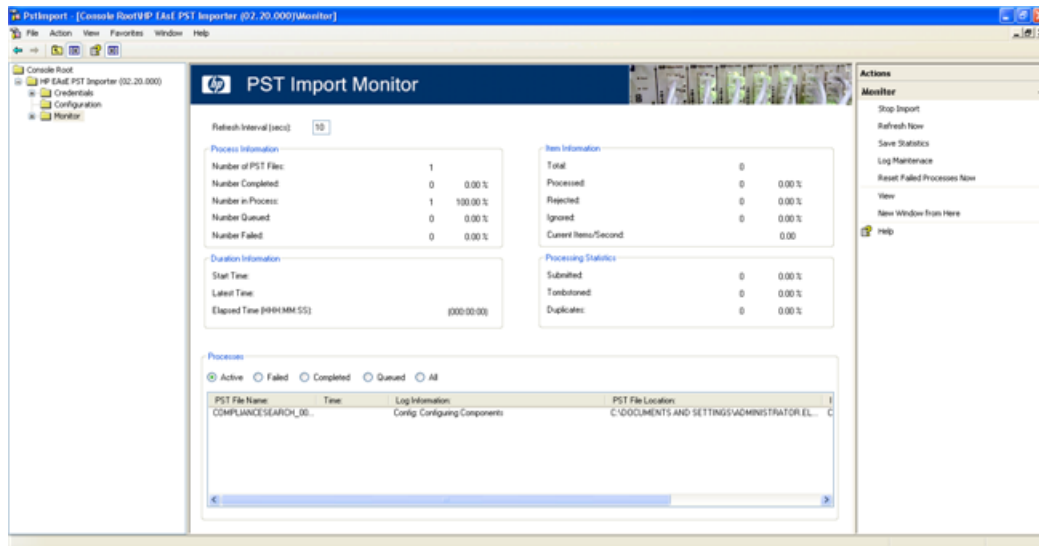 PstImport - [Console Root\HP EAsE PST Importer (02.20.000)\Monitor]
File Action View Favorites Window Help
Console Root
HP EAsE PST Importer (02.20.000)
Credentials
Configuration
Monitor
hp PST Import Monitor
Refresh Interval (secs): 10
Process Information
Number of PST Files: 1
Number Completed: 0 0.00 %
Number in Process: 1 100.00 %
Number Queued: 0 0.00 %
Number Failed: 0 0.00 %
Item Information
Total: 0
Processed: 0 0.00 %
Rejected: 0 0.00 %
Ignored: 0 0.00 %
Current Items/Second: 0.00
Duration Information
Start Time:
Latest Time:
Elapsed Time (HHH:MM:SS): (000:00:00)
Processing Statistics
Submitted: 0 0.00 %
Tombstoned: 0 0.00 %
Duplicates: 0 0.00 %
Processes
Active Failed Completed Queued All
PST File Name: Time: Log Information: PST File Location:
COMPLIANCESEARCH_00... Config: Configuring Components C:\DOCUMENTS AND SETTINGS\ADMINISTRATOR.EL... C
Actions
Monitor
Stop Import
Refresh Now
Save Statistics
Log Maintenace
Reset Failed Processes Now
View
New Window from Here
Help